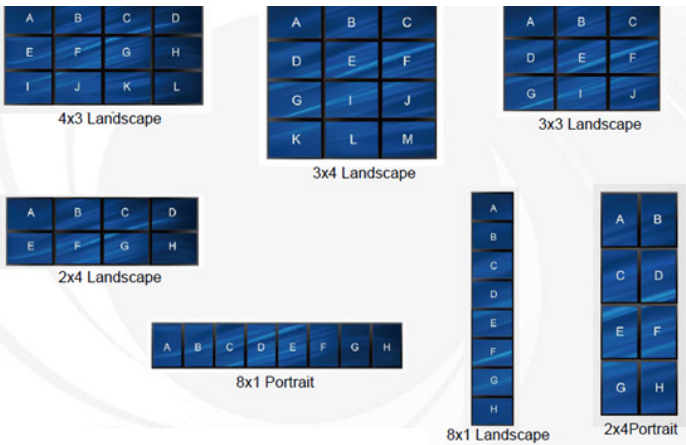 A B C D
E F G H
I J K L
4x3 Landscape
A B C
D E F
G I J
K L M
3x4 Landscape
A B C
D E F
G I J
3x3 Landscape
A B C D
E F G H
2x4 Landscape
A B C D E F G H
8x1 Portrait
A
B
C
D
E
F
G
H
8x1 Landscape
A B
C D
E F
G H
2x4Portrait